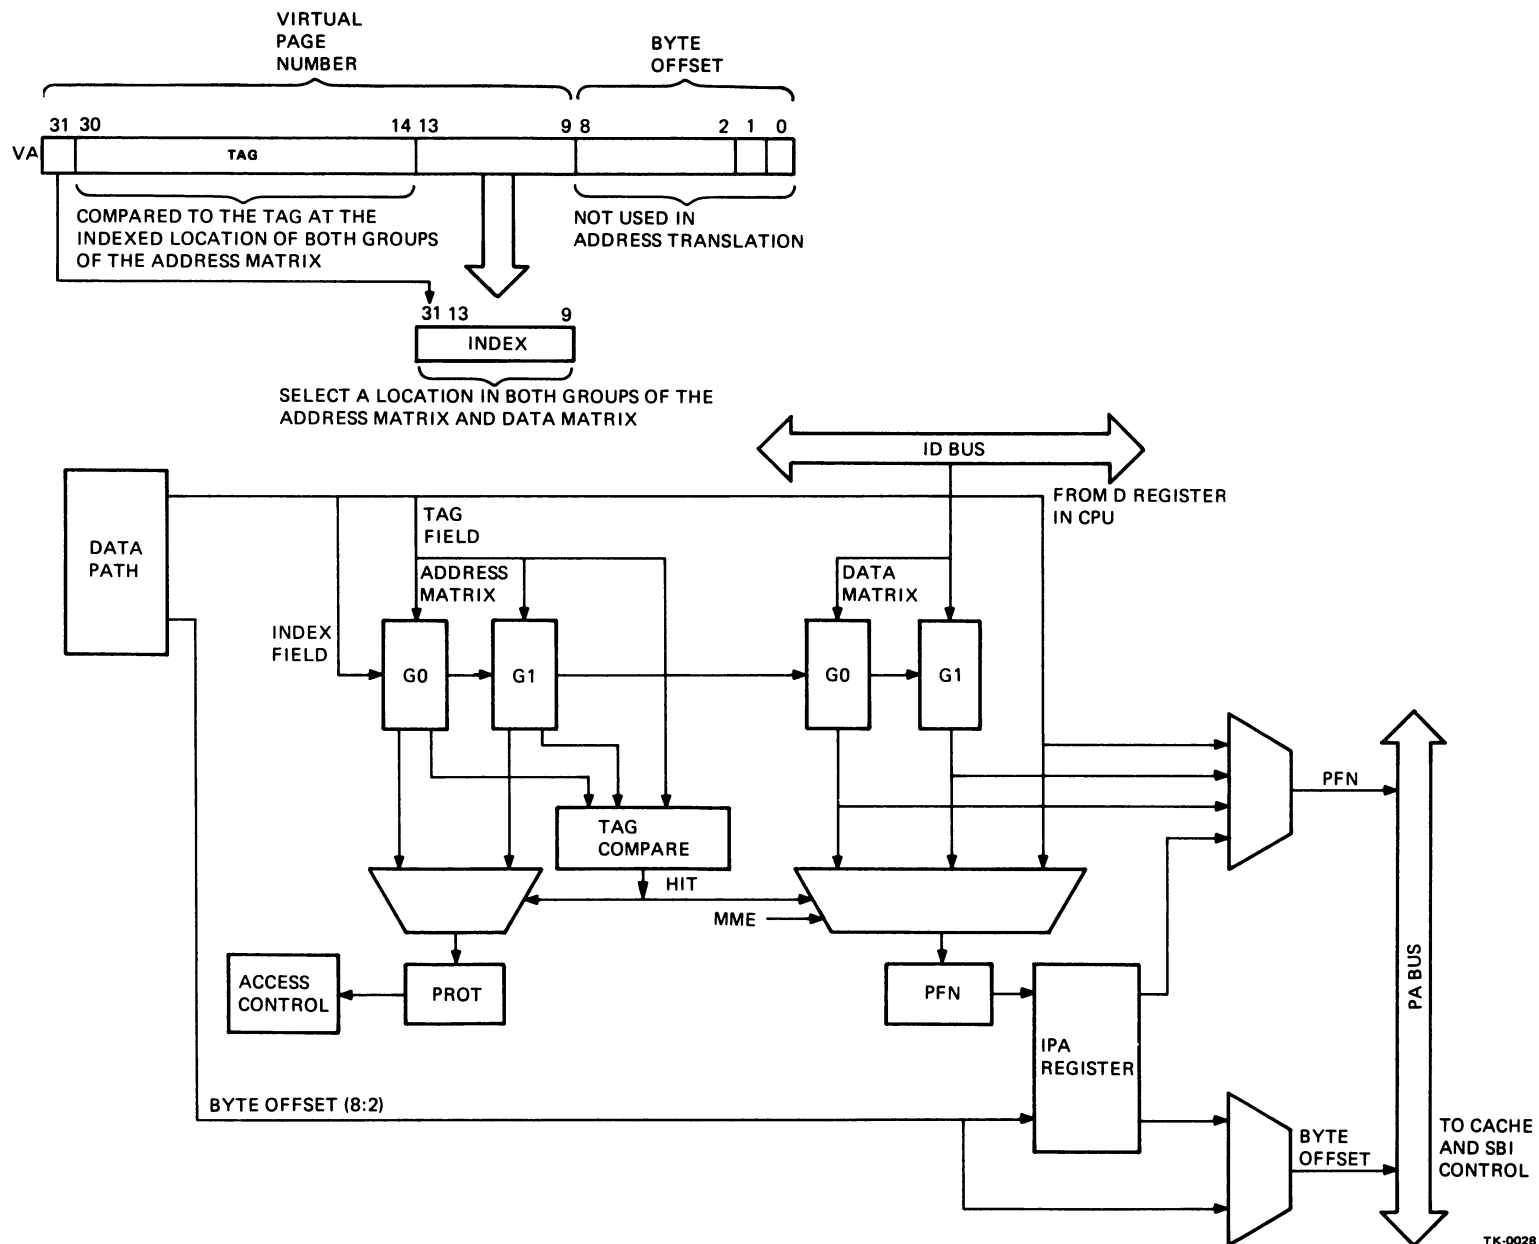 VIRTUAL
PAGE
NUMBER
BYTE
OFFSET
31 30 14 13 9 8 2 1 0
VA
TAG
COMPARED TO THE TAG AT THE
INDEXED LOCATION OF BOTH GROUPS
OF THE ADDRESS MATRIX
NOT USED IN
ADDRESS TRANSLATION
31 13 9
INDEX
SELECT A LOCATION IN BOTH GROUPS OF THE
ADDRESS MATRIX AND DATA MATRIX
ID BUS
FROM D REGISTER
IN CPU
DATA
PATH
TAG
FIELD
ADDRESS
MATRIX
DATA
MATRIX
INDEX
FIELD
G0
G1
G0
G1
TAG
COMPARE
HIT
MME
PFN
ACCESS
CONTROL
PROT
PFN
IPA
REGISTER
PA BUS
BYTE OFFSET (8:2)
BYTE
OFFSET
TO CACHE
AND SBI
CONTROL
TK-0028